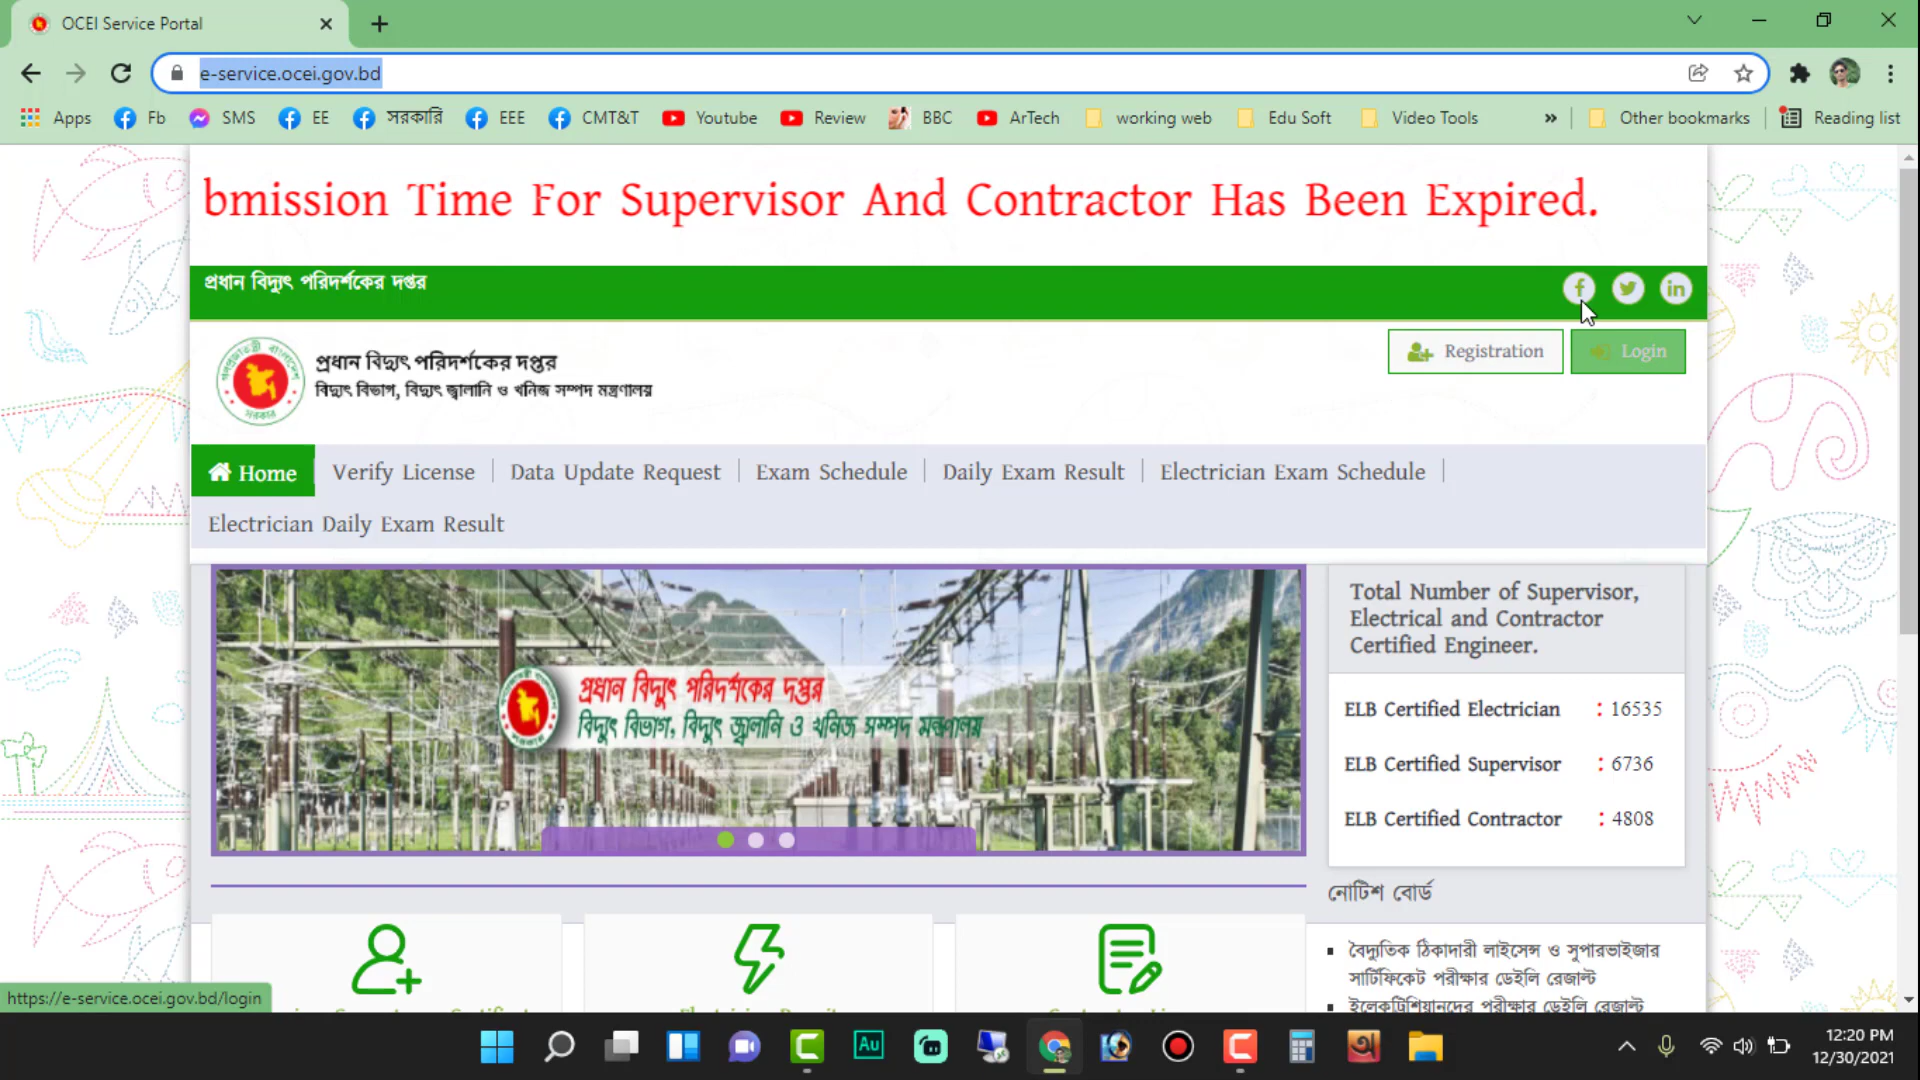 OCEI Service Portal
e-service.ocei.gov.bd
Apps Fb SMS EE সরকারি EEE CMT&T Youtube Review BBC ArTech working web Edu Soft Video Tools » Other bookmarks Reading list
bmission Time For Supervisor And Contractor Has Been Expired.
প্রধান বিদ্যুৎ পরিদর্শকের দপ্তর
Registration Login
প্রধান বিদ্যুৎ পরিদর্শকের দপ্তর
বিদ্যুৎ বিভাগ, বিদ্যুৎ জ্বালানি ও খনিজ সম্পদ মন্ত্রণালয়
Home Verify License Data Update Request Exam Schedule Daily Exam Result Electrician Exam Schedule
Electrician Daily Exam Result
প্রধান বিদ্যুৎ পরিদর্শকের দপ্তর
বিদ্যুৎ বিভাগ, বিদ্যুৎ জ্বালানি ও খনিজ সম্পদ মন্ত্রণালয়
Total Number of Supervisor,
Electrical and Contractor
Certified Engineer.
ELB Certified Electrician : 16535
ELB Certified Supervisor : 6736
ELB Certified Contractor : 4808
নোটিশ বোর্ড
বৈদ্যুতিক ঠিকাদারী লাইসেন্স ও সুপারভাইজার
সার্টিফিকেট পরীক্ষার ডেইলি রেজাল্ট
ইলেকট্রিশিয়ানদের পরীক্ষার ডেইলি রেজাল্ট
https://e-service.ocei.gov.bd/login
12:20 PM
12/30/2021